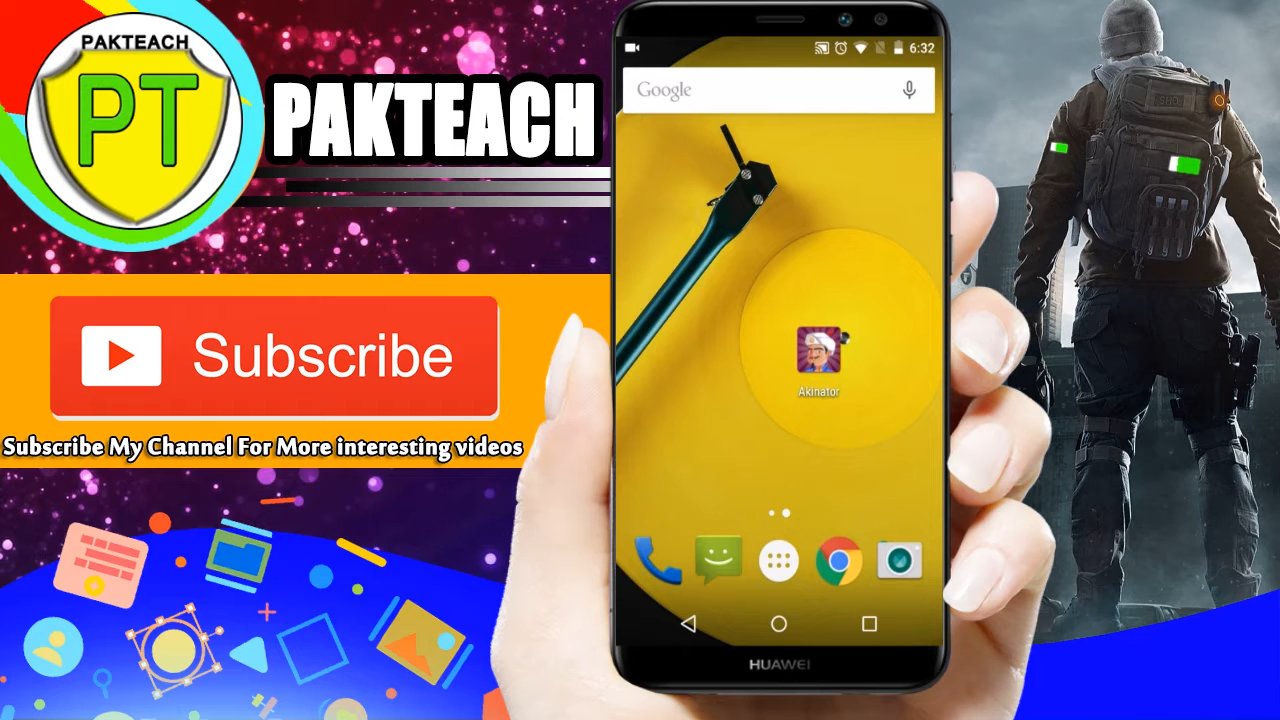 PAKTEACH
PT
PAKTEACH
Subscribe
Subscribe My Channel For More interesting videos
6:32
Google
Akinator
HUAWEI